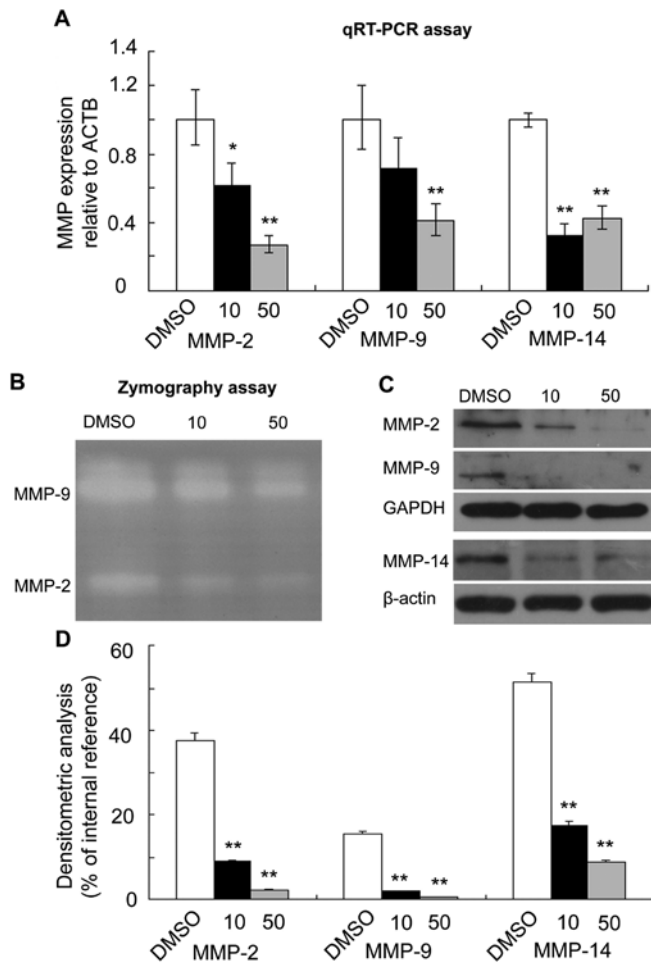 A
qRT-PCR assay
MMP expression
relative to ACTB
1.4
1.2
0.8
0.4
0
*
**
**
**
**
DMSO 10 50 DMSO 10 50 DMSO 10 50
MMP-2 MMP-9 MMP-14
B
Zymography assay
DMSO 10 50
MMP-9
MMP-2
C
DMSO 10 50
MMP-2
MMP-9
GAPDH
MMP-14
β-actin
D
Densitometric analysis
(% of internal reference)
60
40
20
0
**
**
**
**
**
**
DMSO 10 50 DMSO 10 50 DMSO 10 50
MMP-2 MMP-9 MMP-14